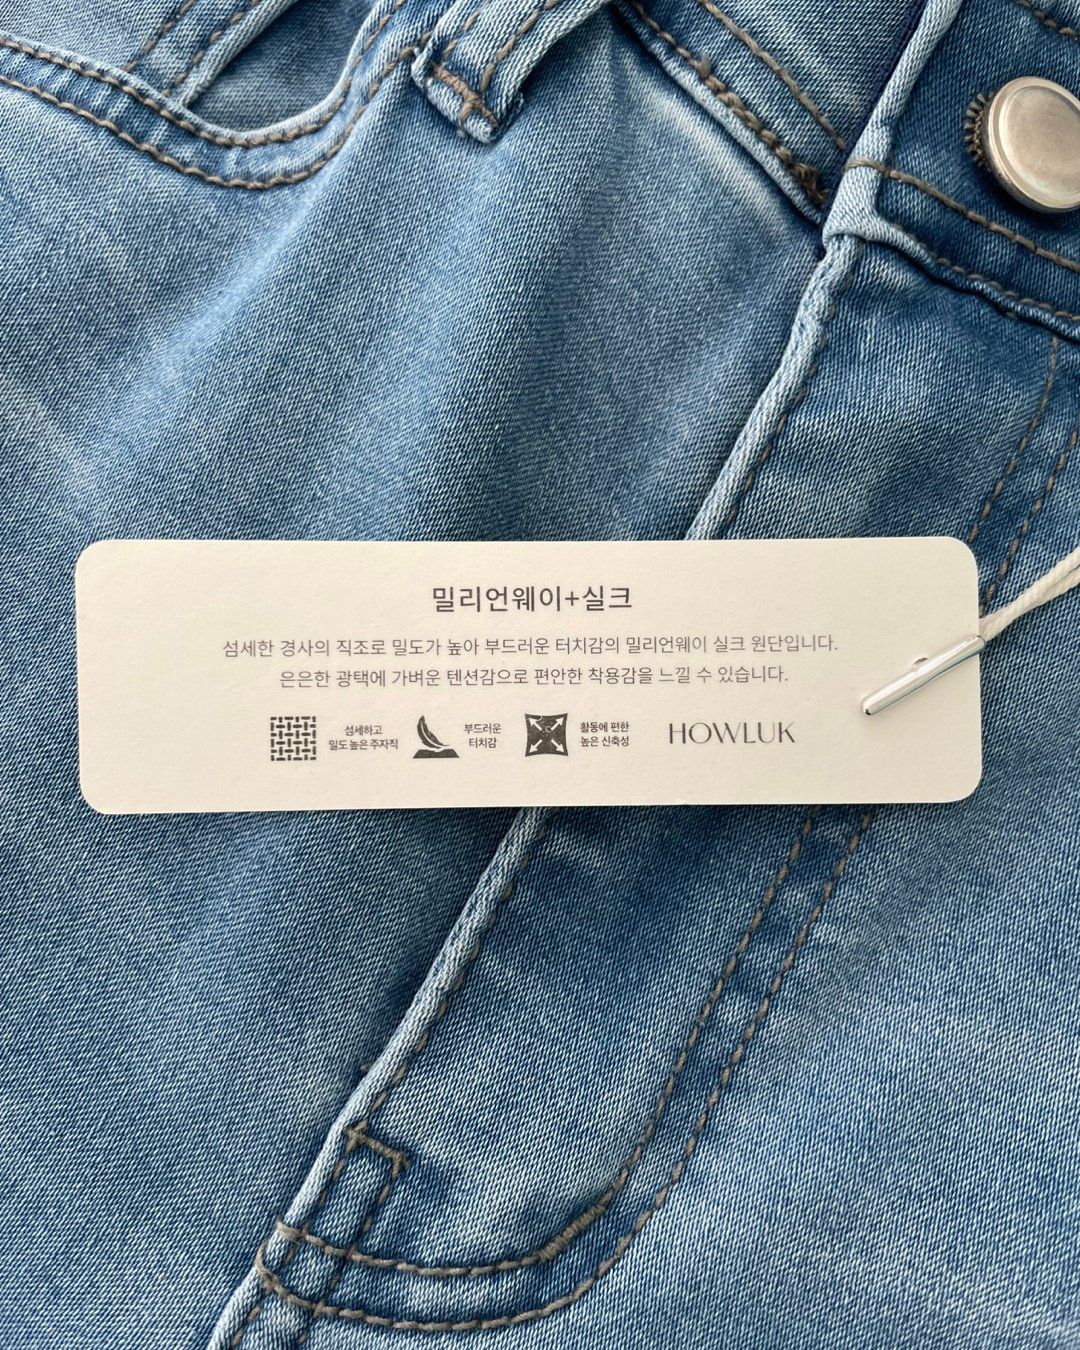 밀리언웨이+실크
섬세한 경사의 직조로 밀도가 높아 부드러운 터치감의 밀리언웨이 실크 원단입니다.
은은한 광택에 가벼운 텐션감으로 편안한 착용감을 느낄 수 있습니다.
섬세하고
밀도 높은 주자직
부드러운
터치감
활동에 편한
높은 신축성
HOWLUK